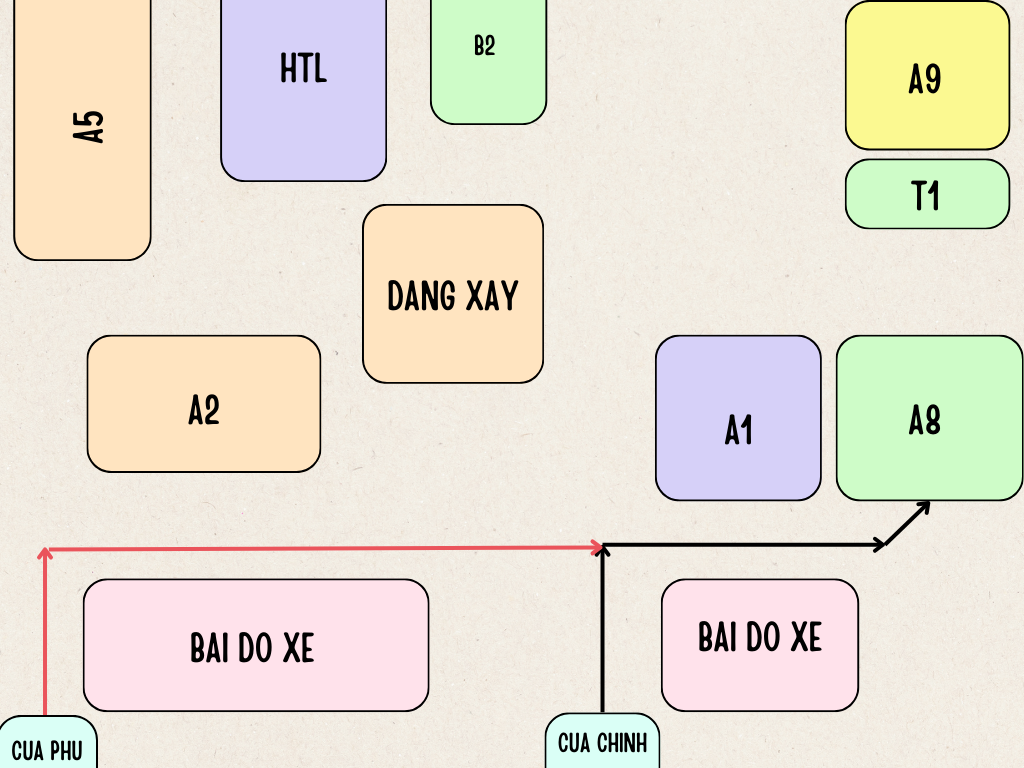 A5
HTL
B2
A9
T1
DANG XAY
A2
A1
A8
BAI DO XE
BAI DO XE
CUA PHU
CUA CHINH